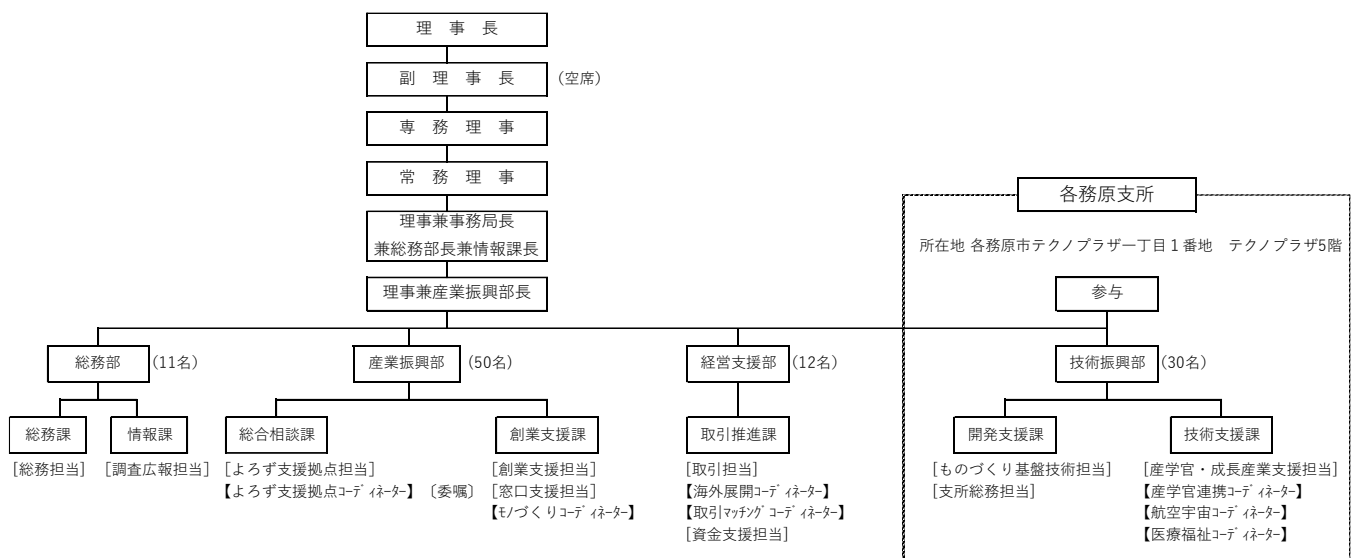 理　事　長
副　理　事　長　(空席)
専　務　理　事
常　務　理　事
理事兼事務局長
兼総務部長兼情報課長
理事兼産業振興部長
各務原支所
所在地 各務原市テクノプラザ一丁目１番地　テクノプラザ5階
参与
総務部 (11名)
産業振興部 (50名)
経営支援部 (12名)
技術振興部 (30名)
総務課
[総務担当]
情報課
[調査広報担当]
総合相談課
[よろず支援拠点担当]
【よろず支援拠点ｺｰﾃﾞｨﾈｰﾀｰ】〔委嘱〕
創業支援課
[創業支援担当]
[窓口支援担当]
【ﾓﾉづくりｺｰﾃﾞｨﾈｰﾀｰ】
取引推進課
[取引担当]
【海外展開ｺｰﾃﾞｨﾈｰﾀｰ】
【取引ﾏｯﾁﾝｸﾞｺｰﾃﾞｨﾈｰﾀｰ】
[資金支援担当]
開発支援課
[ものづくり基盤技術担当]
[支所総務担当]
技術支援課
[産学官・成長産業支援担当]
【産学官連携ｺｰﾃﾞｨﾈｰﾀｰ】
【航空宇宙ｺｰﾃﾞｨﾈｰﾀｰ】
【医療福祉ｺｰﾃﾞｨﾈｰﾀｰ】